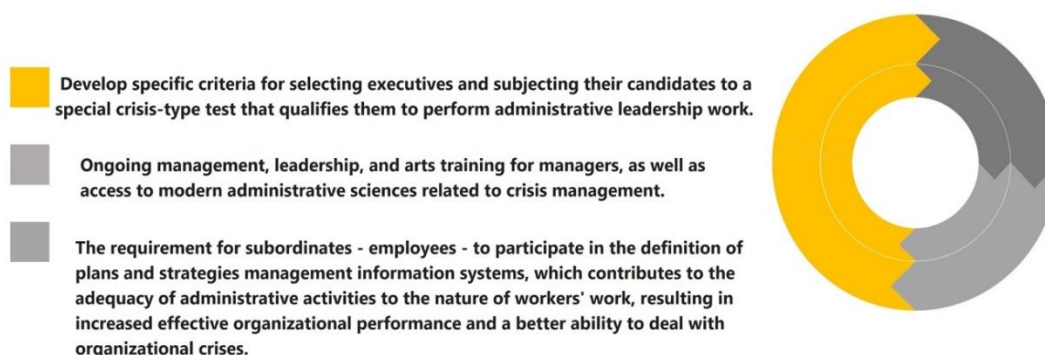 Develop specific criteria for selecting executives and subjecting their candidates to a
special crisis-type test that qualifies them to perform administrative leadership work.
Ongoing management, leadership, and arts training for managers, as well as
access to modern administrative sciences related to crisis management.
The requirement for subordinates - employees - to participate in the definition of
plans and strategies management information systems, which contributes to the
adequacy of administrative activities to the nature of workers' work, resulting in
increased effective organizational performance and a better ability to deal with
organizational crises.